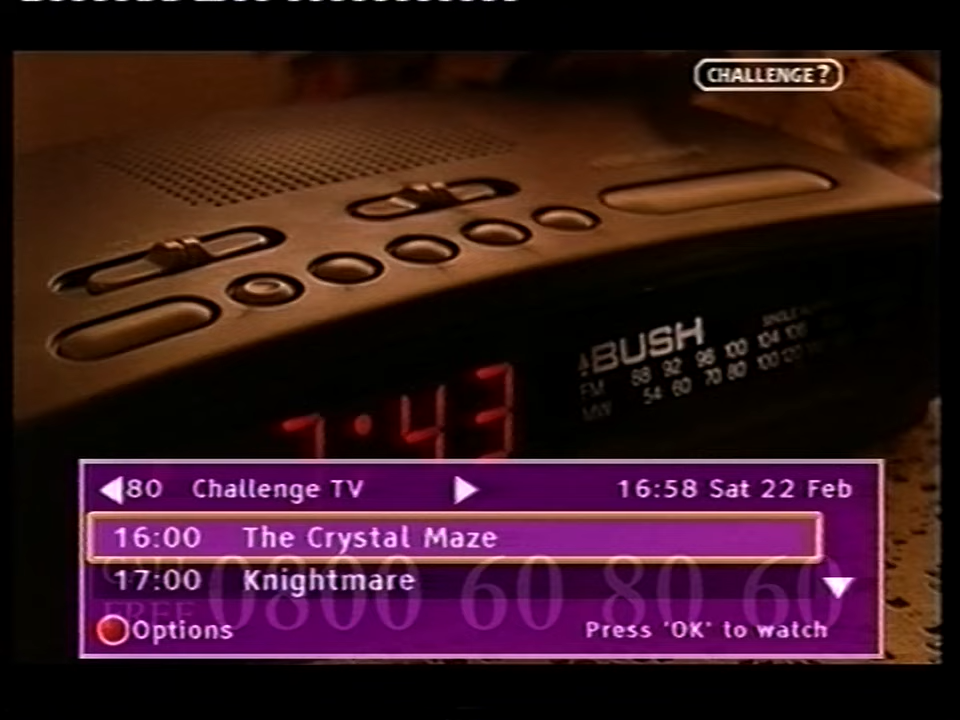 CHALLENGE?
BUSH
FM 88 92 96 100 104 108
MW 54 60 70 80 100 120
7:43
80 Challenge TV 16:58 Sat 22 Feb
16:00 The Crystal Maze
17:00 Knightmare
FREE 0800 60 80 60
Options Press 'OK' to watch